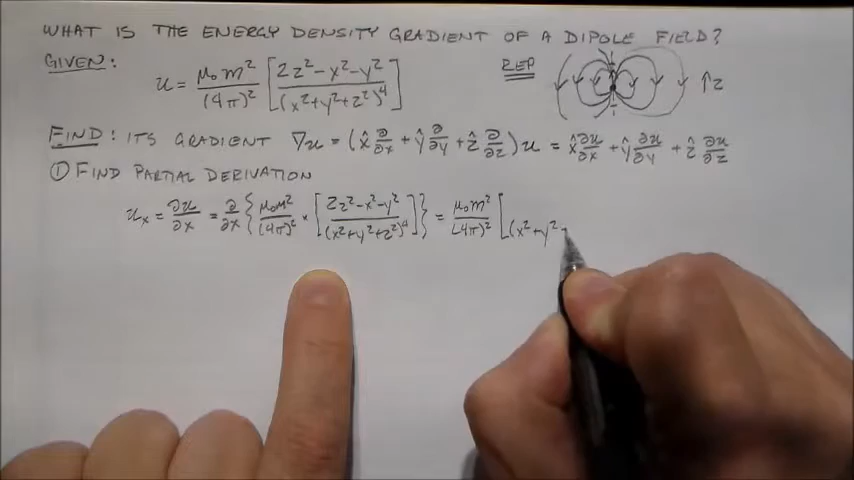 WHAT IS THE ENERGY DENSITY GRADIENT OF A DIPOLE FIELD?
GIVEN: u = μ₀m²/(4π)² [ (2z²-x²-y²)/(x²+y²+z²)⁴ ] REP ↑z
FIND: ITS GRADIENT ∇u = (x̂ ∂/∂x + ŷ ∂/∂y + ẑ ∂/∂z)u = x̂ ∂u/∂x + ŷ ∂u/∂y + ẑ ∂u/∂z
① FIND PARTIAL DERIVATION
u_x = ∂u/∂x = ∂/∂x { μ₀m²/(4π)² × [ (2z²-x²-y²)/(x²+y²+z²)⁴ ] } = μ₀m²/(4π)² [ (x²+y²+